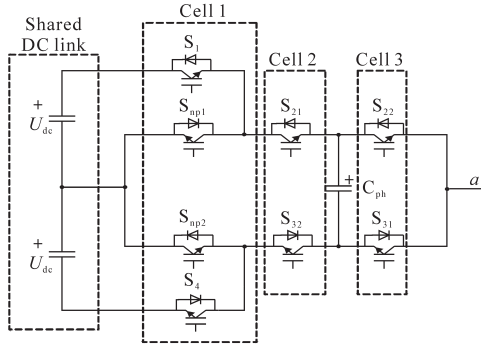 Shared
DC link
Cell 1
Cell 2
Cell 3
S1
Snp1
S21
S22
+
Udc
+
Cph
a
+
Udc
Snp2
S32
S31
S4